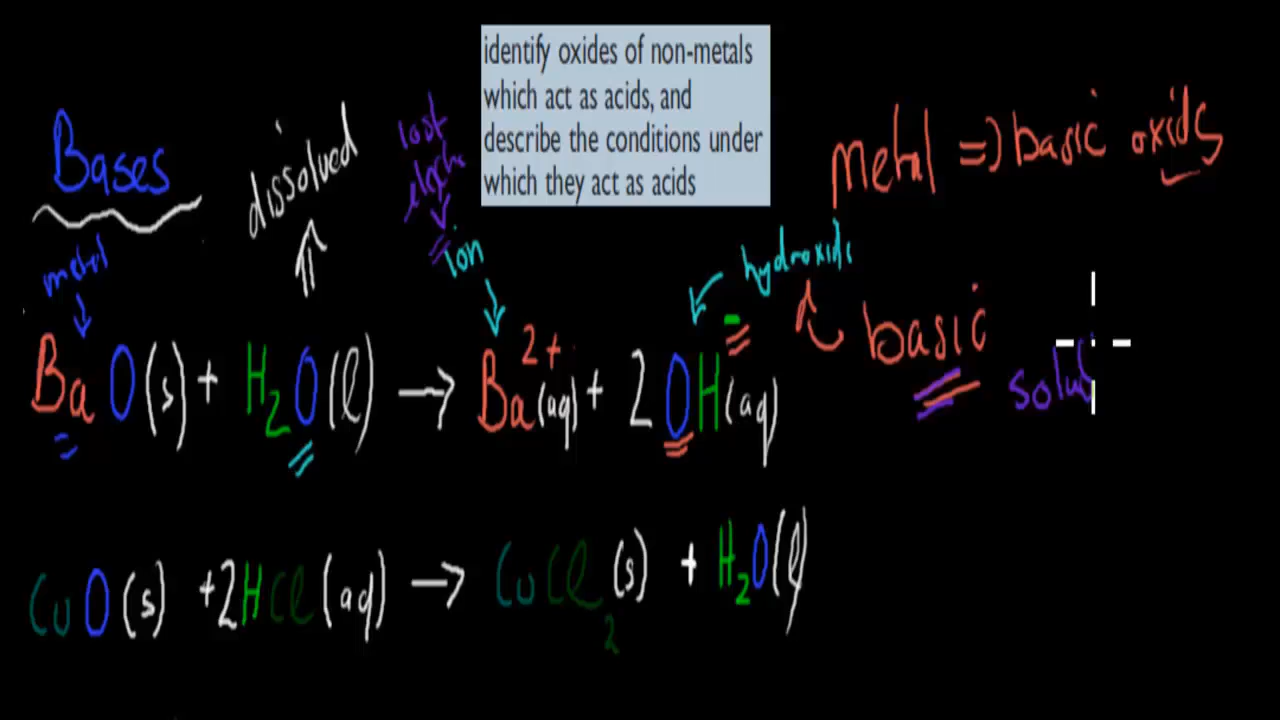 identify oxides of non-metals
which act as acids, and
describe the conditions under
which they act as acids
Bases
dissolved
lost
metal
ion
hydroxide
Metal => basic oxids
basic
solut
BaO(s) + H₂O(l) → Ba²⁺(aq) + 2OH⁻(aq)
CuO(s) + 2HCl(aq) → CuCl₂(s) + H₂O(l)